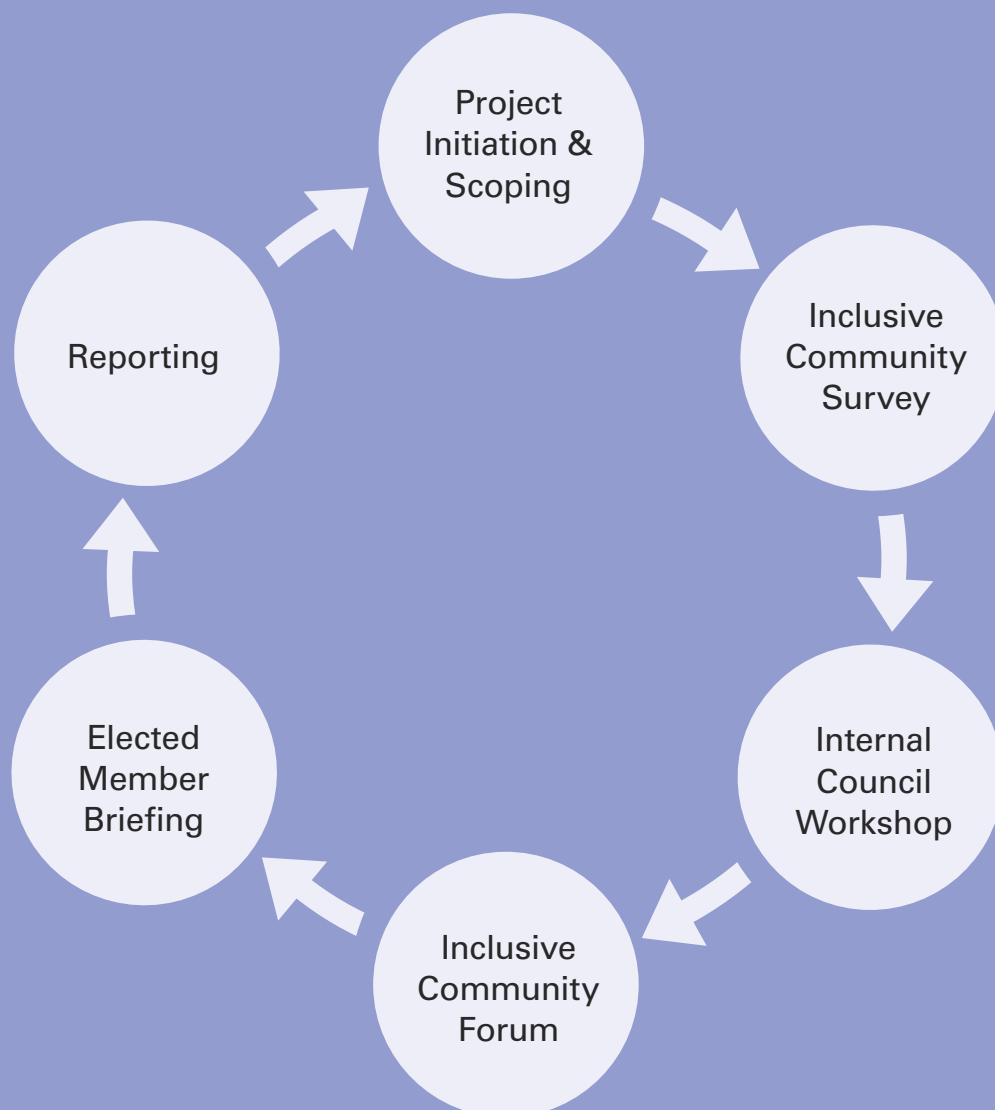 Project
Initiation &
Scoping
Inclusive
Community
Survey
Internal
Council
Workshop
Inclusive
Community
Forum
Elected
Member
Briefing
Reporting